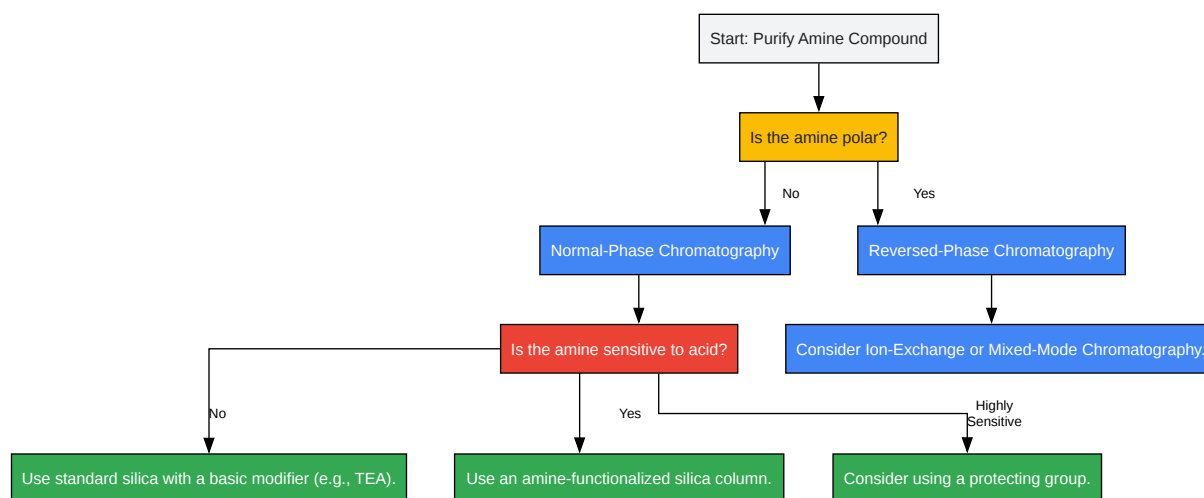 Start: Purify Amine Compound
Is the amine polar?
No
Yes
Normal-Phase Chromatography
Reversed-Phase Chromatography
Is the amine sensitive to acid?
Consider Ion-Exchange or Mixed-Mode Chromatography.
No
Yes
Highly
Sensitive
Use standard silica with a basic modifier (e.g., TEA).
Use an amine-functionalized silica column.
Consider using a protecting group.